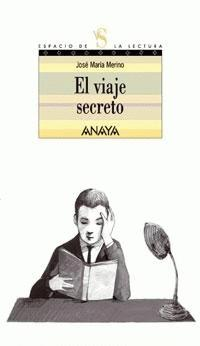 ESPACIO DE LA LECTURA
José María Merino
El viaje
secreto
ANAYA